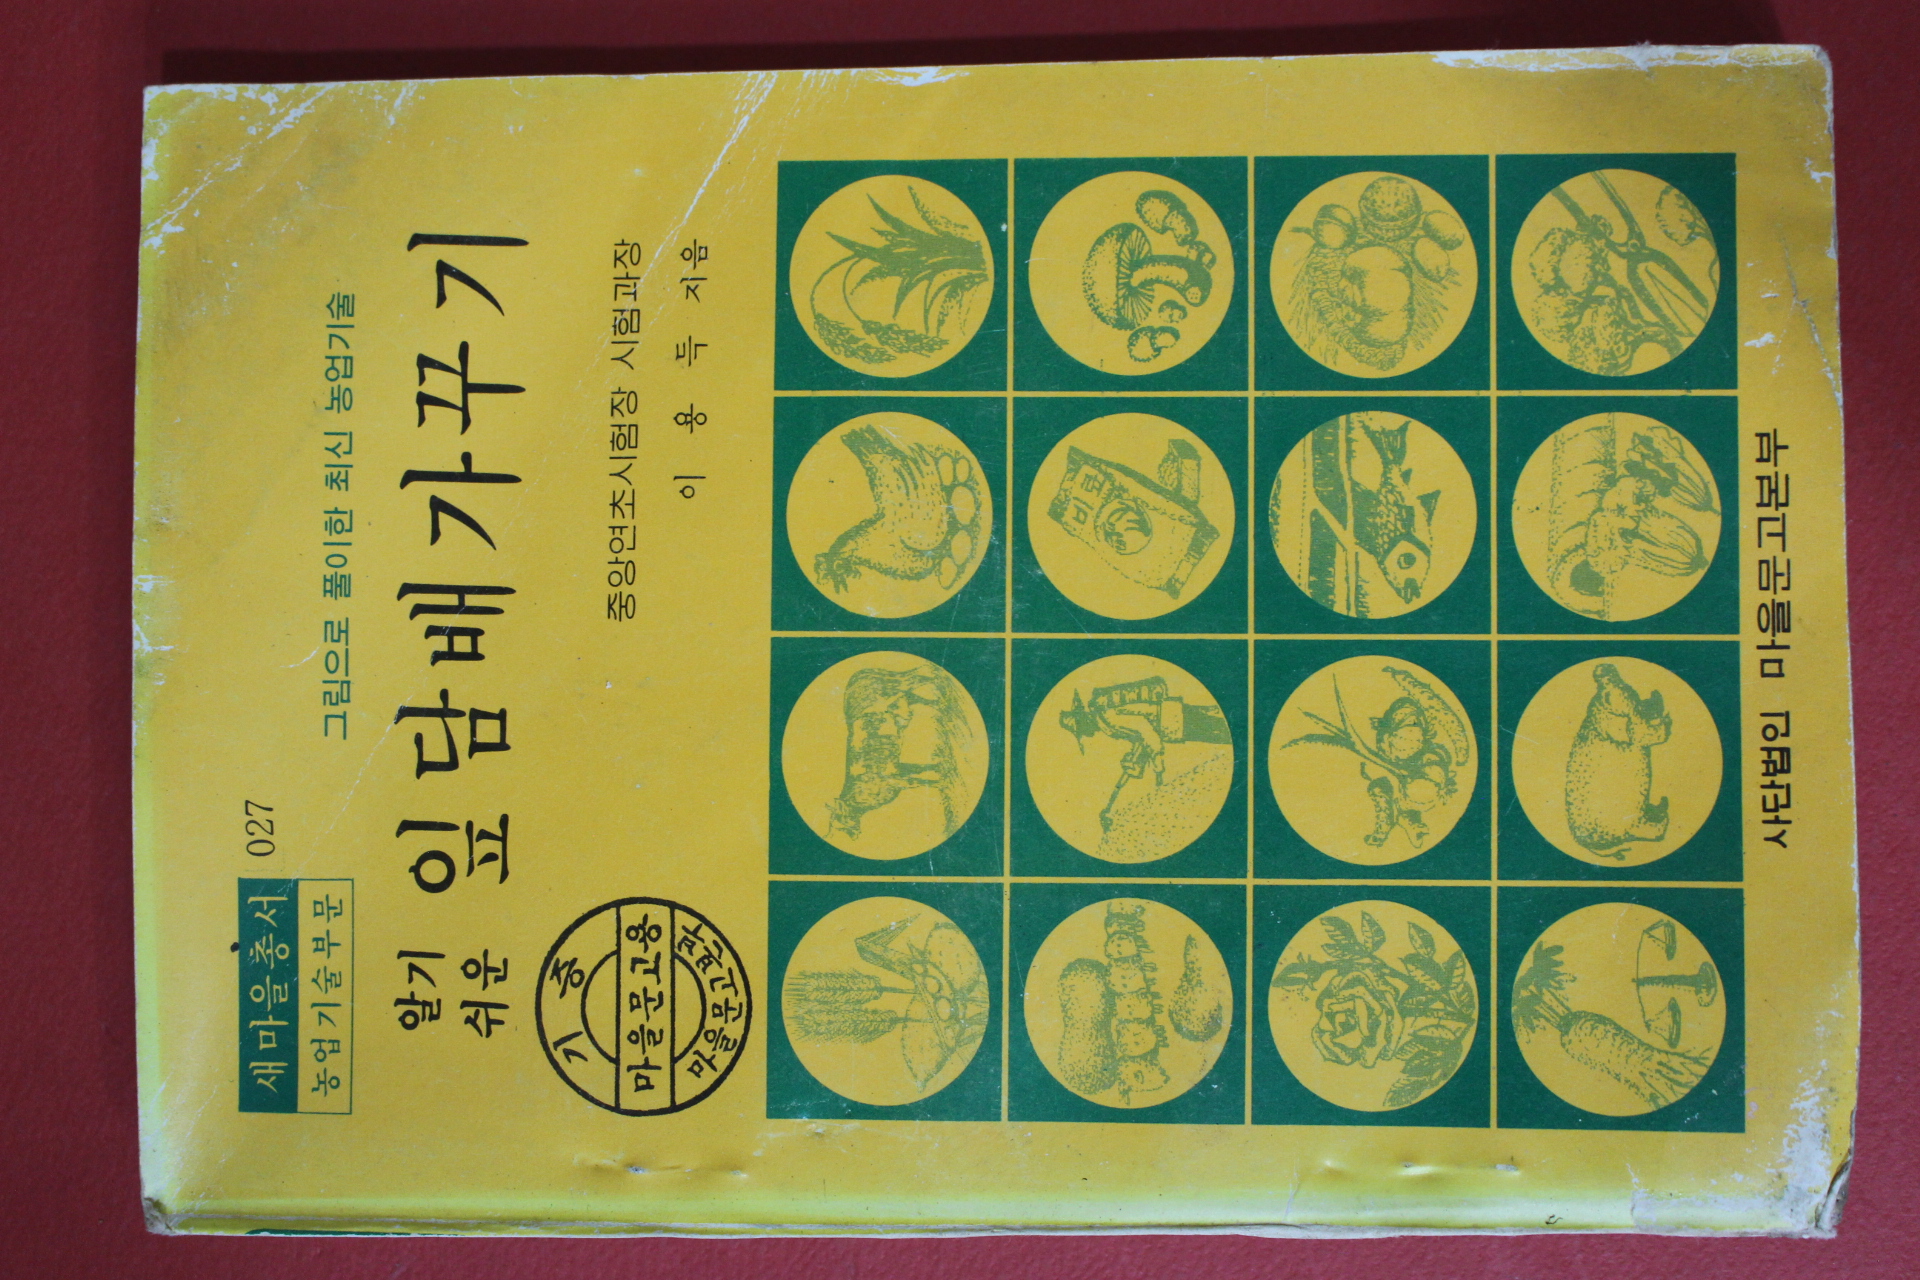 새마을총서 027
농업기술부문
그림으로 풀이한 최신 농업기술
알기
쉬운
잎담배가꾸기
중앙연초시험장 시험과장
이용득 지음
기증
마을문고용
마을문고본부
비료
사단법인 마을문고본부